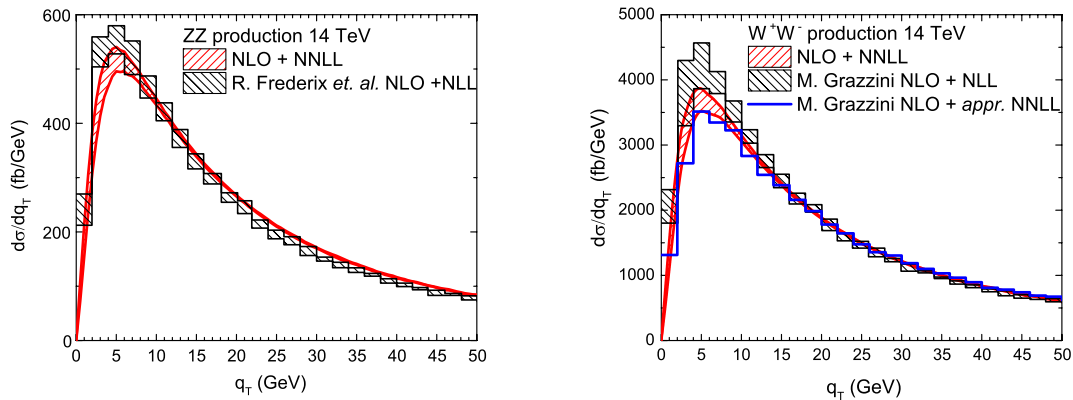 ZZ production 14 TeV
NLO + NNLL
R. Frederix et. al. NLO +NLL
dσ/dq_T (fb/GeV)
600
400
200
0
0 5 10 15 20 25 30 35 40 45 50
q_T (GeV)
W⁺W⁻ production 14 TeV
NLO + NNLL
M. Grazzini NLO + NLL
M. Grazzini NLO + appr. NNLL
dσ/dq_T (fb/GeV)
5000
4000
3000
2000
1000
0
0 5 10 15 20 25 30 35 40 45 50
q_T (GeV)